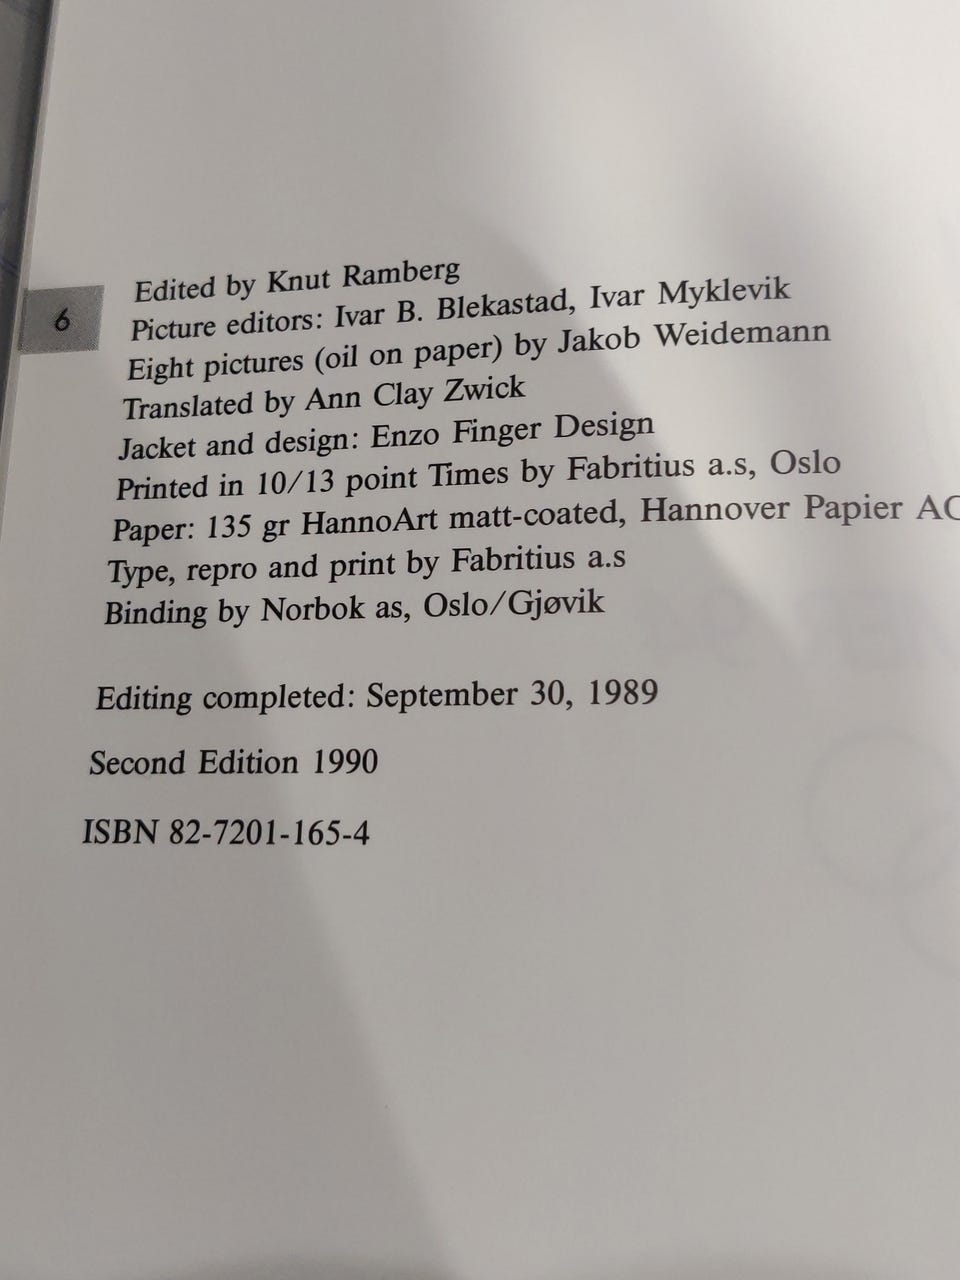 6
Edited by Knut Ramberg
Picture editors: Ivar B. Blekastad, Ivar Myklevik
Eight pictures (oil on paper) by Jakob Weidemann
Translated by Ann Clay Zwick
Jacket and design: Enzo Finger Design
Printed in 10/13 point Times by Fabritius a.s, Oslo
Paper: 135 gr HannoArt matt-coated, Hannover Papier AG
Type, repro and print by Fabritius a.s
Binding by Norbok as, Oslo/Gjøvik
Editing completed: September 30, 1989
Second Edition 1990
ISBN 82-7201-165-4